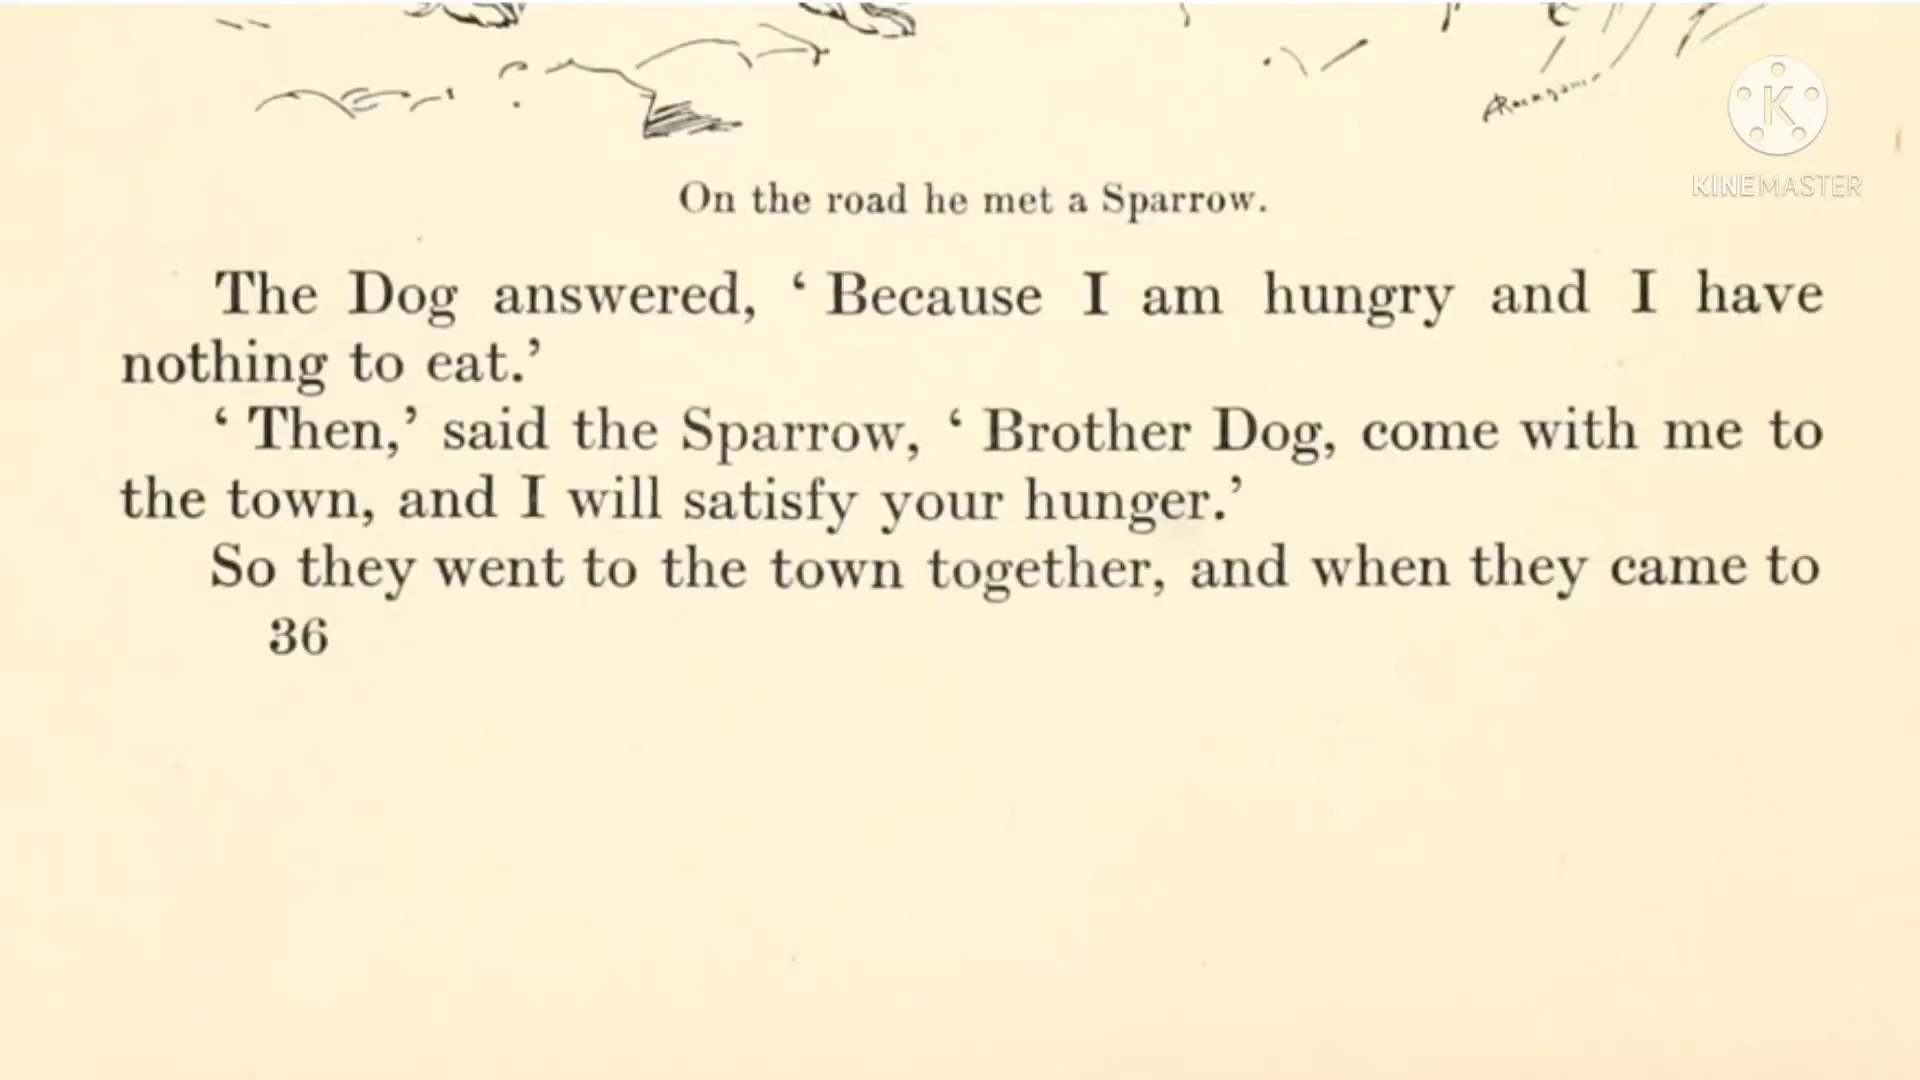 ARackham
KINEMASTER
On the road he met a Sparrow.
The Dog answered, ‘ Because I am hungry and I have
nothing to eat.’
‘ Then,’ said the Sparrow, ‘ Brother Dog, come with me to
the town, and I will satisfy your hunger.’
So they went to the town together, and when they came to
36